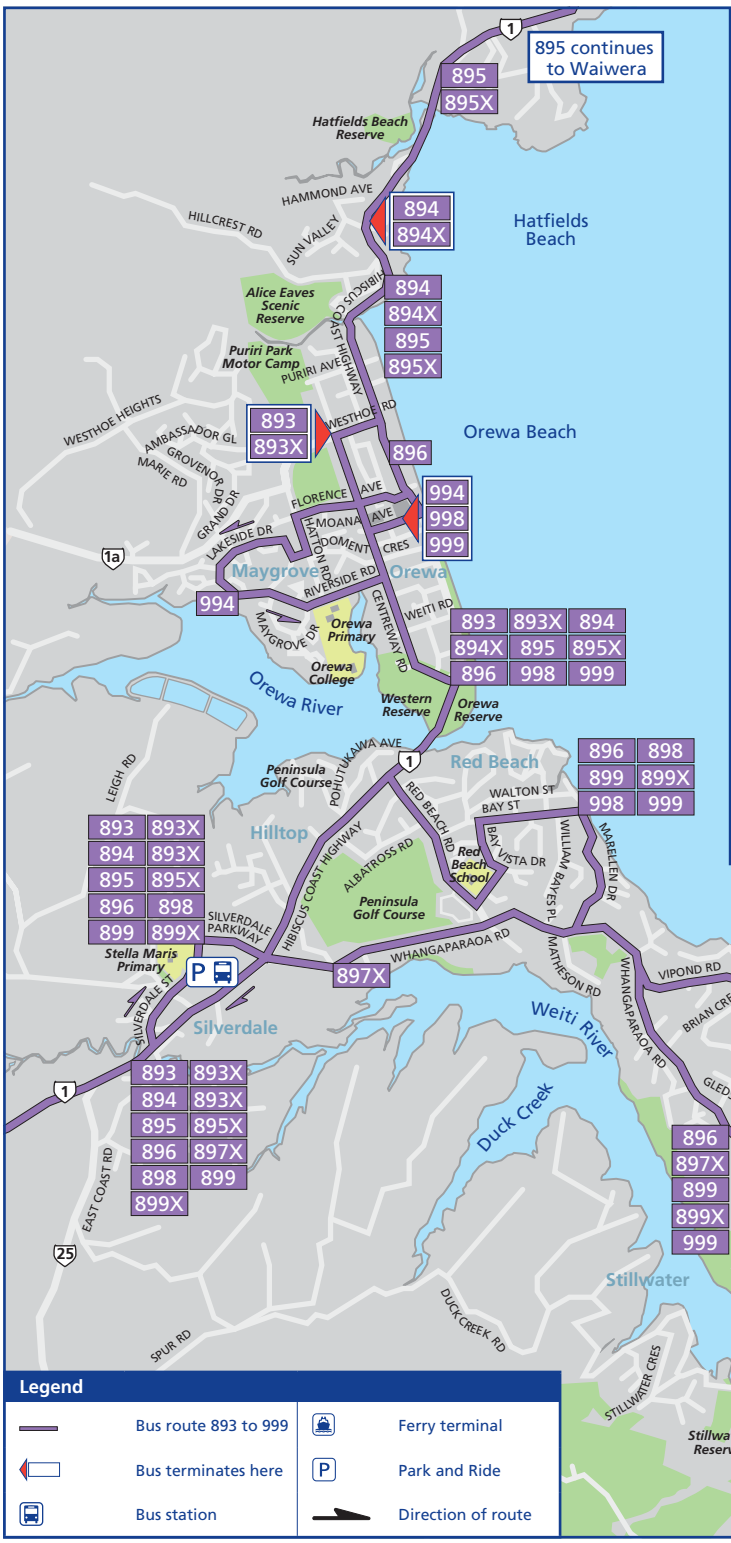 1
895 continues
to Waiwera
895
895X
Hatfields Beach
Reserve
HAMMOND AVE
HILLCREST RD
SUN VALLEY
894
894X
Hatfields
Beach
HIBISCUS COAST HIGHWAY
Alice Eaves
Scenic
Reserve
894
894X
895
895X
Puriri Park
Motor Camp
PURIRI AVE
WESTHOE HEIGHTS
AMBASSADOR GL
MARIE RD
GROVENOR DR
GRAND DR
893
893X
WESTHOE RD
Orewa Beach
896
994
998
999
FLORENCE AVE
MOANA AVE
LAKESIDE DR
HATTON RD
DOMENT CRES
1a
Maygrove
Orewa
RIVERSIDE RD
994
MAYGROVE DR
CENTREWAY RD
WEITI RD
Orewa
Primary
Orewa
College
893 893X 894
894X 895 895X
896 998 999
Orewa River
Western
Reserve
Orewa
Reserve
POHUTUKAWA AVE
1
Red Beach
896 898
899 899X
998 999
LEIGH RD
Peninsula
Golf Course
RED BEACH RD
WALTON ST
BAY ST
893 893X
894 893X
895 895X
896 898
899 899X
Hilltop
HIBISCUS COAST HIGHWAY
ALBATROSS RD
Red
Beach
School
BAY VISTA DR
WILLIAM BAYES PL
MARELLEN DR
Peninsula
Golf Course
SILVERDALE
PARKWAY
Stella Maris
Primary
P
897X
WHANGAPARAOA RD
MATHESON RD
WHANGAPARAOA RD
VIPOND RD
BRIAN CRE
SILVERDALE ST
Silverdale
Weiti River
1
893 893X
894 893X
895 895X
896 897X
898 899
899X
Duck Creek
GLEDS
EAST COAST RD
896
897X
899
899X
999
25
Stillwater
SPUR RD
DUCK CREEK RD
STILLWATER CRES
Stillwa
Reserv
Legend
Bus route 893 to 999
Ferry terminal
Bus terminates here
P
Park and Ride
Bus station
Direction of route